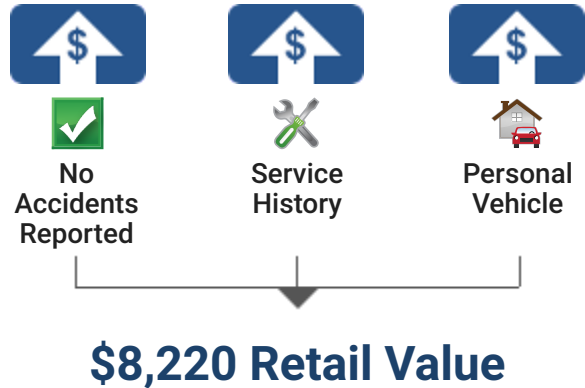 $ $ $
No Accidents Reported
Service History
Personal Vehicle
$8,220 Retail Value